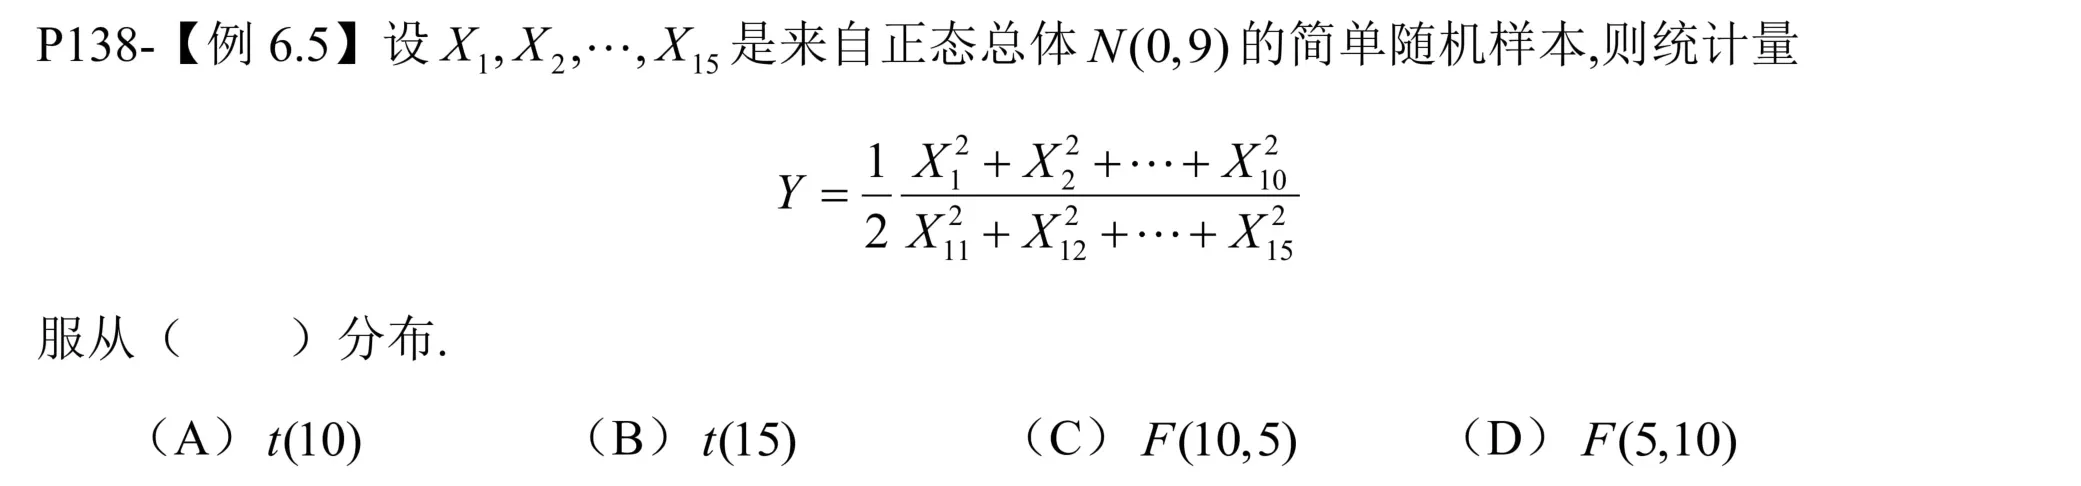 P138-【例 6.5】设 $X_1, X_2, \cdots, X_{15}$ 是来自正态总体 $N(0,9)$ 的简单随机样本,则统计量
$Y = \frac{1}{2} \frac{X_1^2 + X_2^2 + \cdots + X_{10}^2}{X_{11}^2 + X_{12}^2 + \cdots + X_{15}^2}$
服从（    ）分布.
（A） $t(10)$ （B） $t(15)$ （C） $F(10,5)$ （D） $F(5,10)$